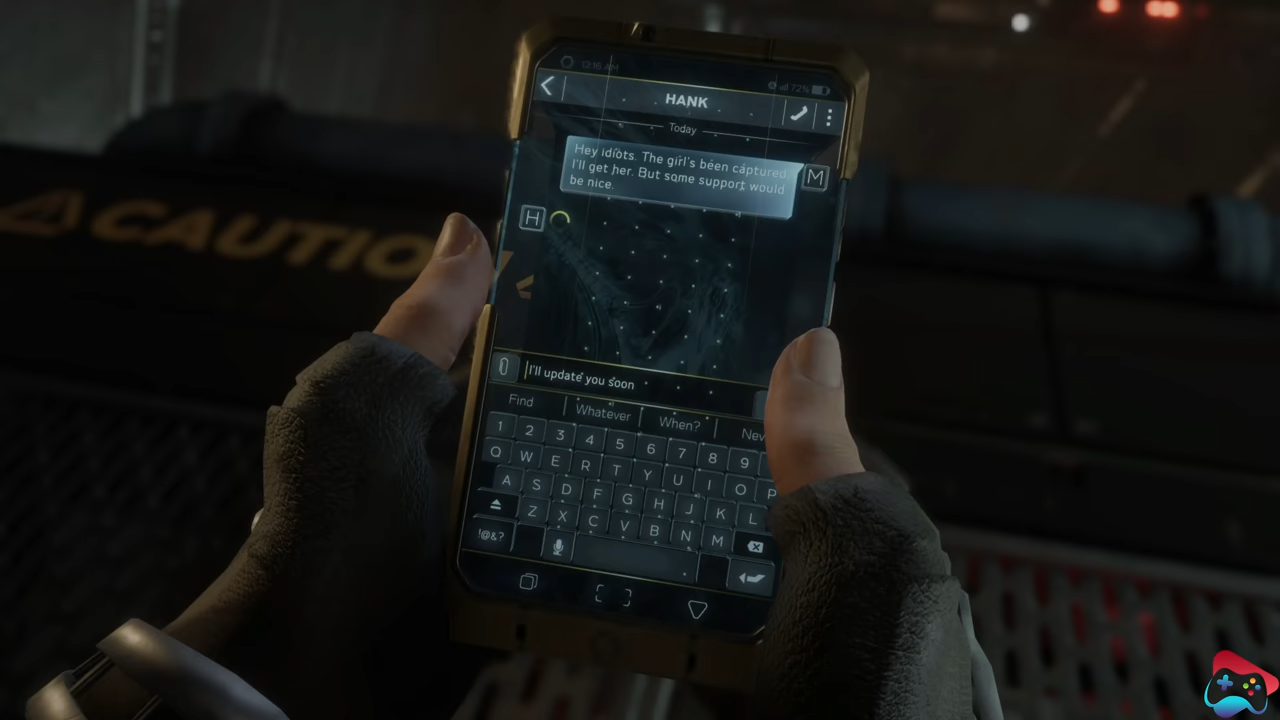 12:16 AM
72%
HANK
Today
Hey idiots. The girl's been captured
I'll get her. But some support would
be nice.
M
H
CAUTIO
I'll update you soon
Find Whatever When? Nev
1 2 3 4 5 6 7 8 9
Q W E R T Y U I O P
A S D F G H J K L
Z X C V B N M
!@&?